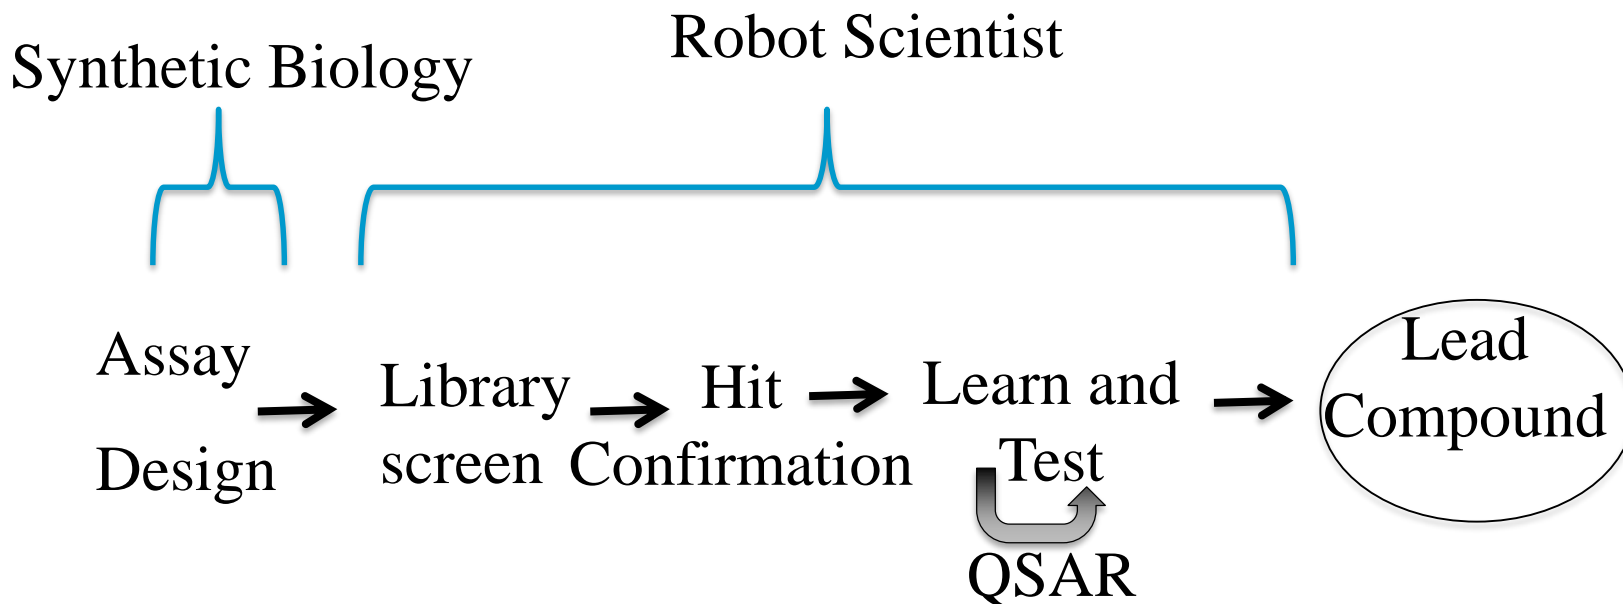 Synthetic Biology
Robot Scientist
Assay
Design
Library
screen
Hit
Confirmation
Learn and
Test
QSAR
Lead
Compound